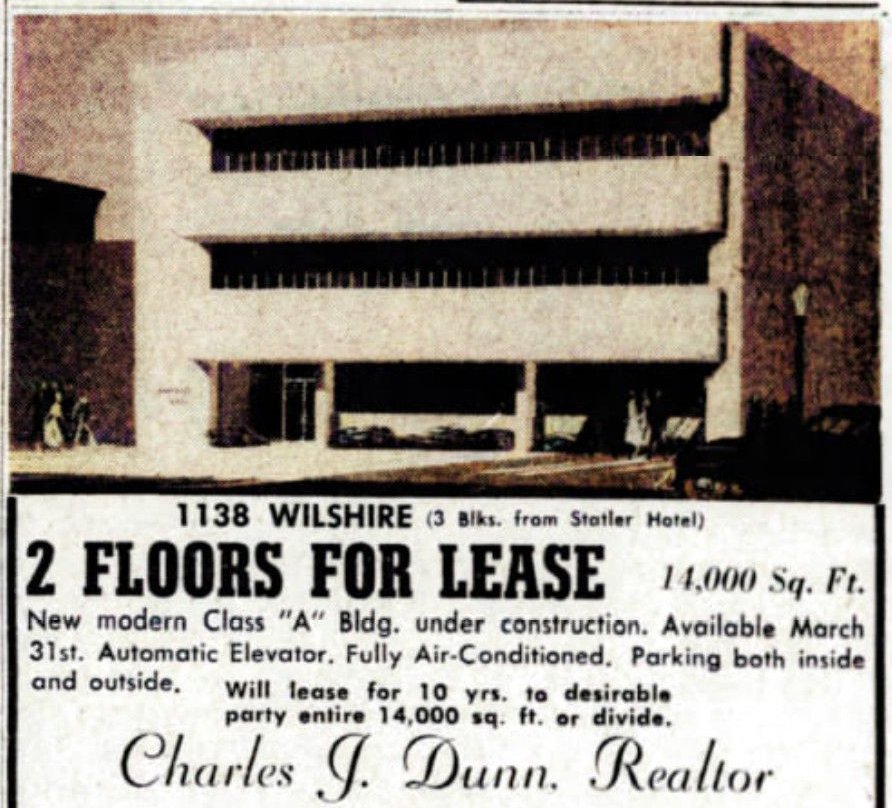 1138 WILSHIRE (3 Blks. from Statler Hotel)
2 FLOORS FOR LEASE 14,000 Sq. Ft.
New modern Class "A" Bldg. under construction. Available March
31st. Automatic Elevator. Fully Air-Conditioned. Parking both inside
and outside. Will lease for 10 yrs. to desirable
party entire 14,000 sq. ft. or divide.
Charles J. Dunn, Realtor